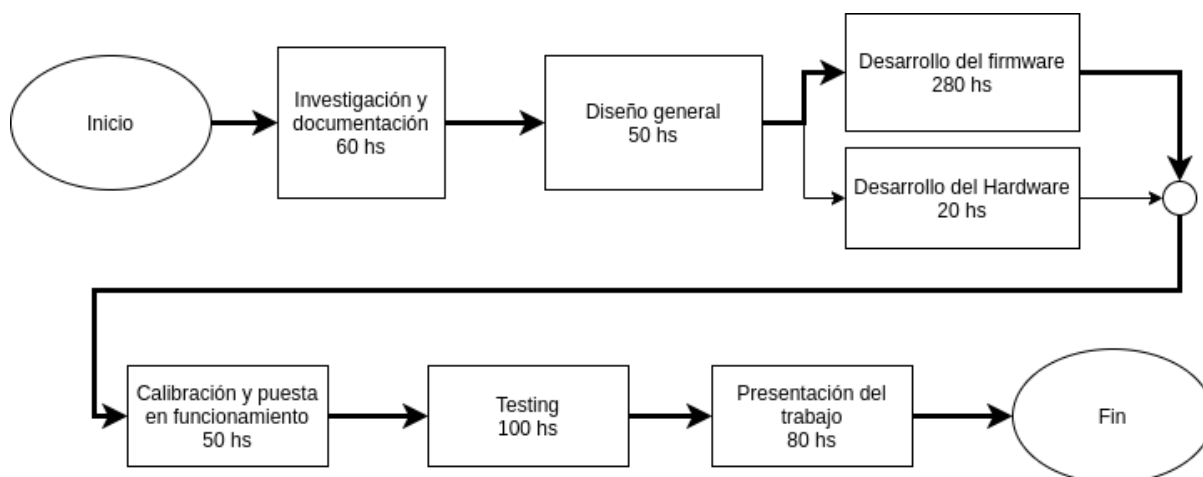 Inicio
Investigación y
documentación
60 hs
Diseño general
50 hs
Desarrollo del firmware
280 hs
Desarrollo del Hardware
20 hs
Calibración y puesta
en funcionamiento
50 hs
Testing
100 hs
Presentación del
trabajo
80 hs
Fin